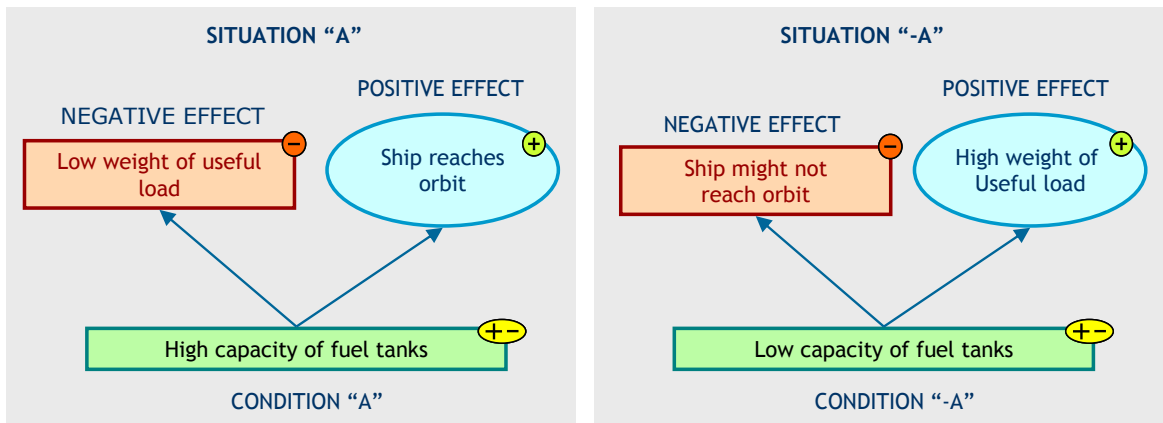 SITUATION “A”
POSITIVE EFFECT
NEGATIVE EFFECT
−
+
Low weight of useful
load
Ship reaches
orbit
+ −
High capacity of fuel tanks
CONDITION “A”
SITUATION “-A”
POSITIVE EFFECT
NEGATIVE EFFECT
−
+
Ship might not
reach orbit
High weight of
Useful load
+ −
Low capacity of fuel tanks
CONDITION “-A”